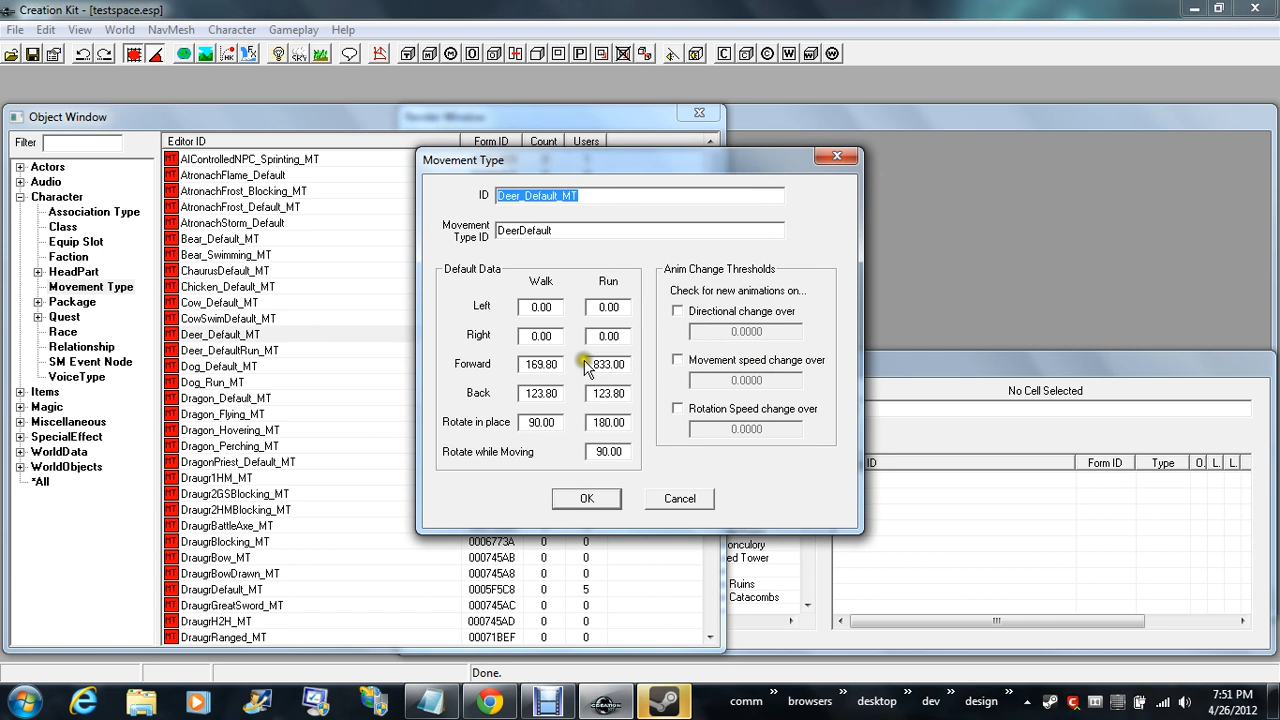 Creation Kit - [testspace.esp]
File Edit View World NavMesh Character Gameplay Help
Object Window
Filter
Actors
Audio
Character
Association Type
Class
Equip Slot
Faction
HeadPart
Movement Type
Package
Quest
Race
Relationship
SM Event Node
VoiceType
Items
Magic
Miscellaneous
SpecialEffect
WorldData
WorldObjects
*All
Editor ID Form ID Count Users
AIControlledNPC_Sprinting_MT
AtronachFlame_Default
AtronachFrost_Blocking_MT
AtronachFrost_Default_MT
AtronachStorm_Default
Bear_Default_MT
Bear_Swimming_MT
ChaurusDefault_MT
Chicken_Default_MT
Cow_Default_MT
CowSwimDefault_MT
Deer_Default_MT
Deer_DefaultRun_MT
Dog_Default_MT
Dog_Run_MT
Dragon_Default_MT
Dragon_Flying_MT
Dragon_Hovering_MT
Dragon_Perching_MT
DragonPriest_Default_MT
Draugr1HM_MT
Draugr2GSBlocking_MT
Draugr2HMBlocking_MT
DraugrBattleAxe_MT
DraugrBlocking_MT 0006773A 0 0
DraugrBow_MT 000745AB 0 0
DraugrBowDrawn_MT 000745A8 0 0
DraugrDefault_MT 0005F5C8 0 5
DraugrGreatSword_MT 000745AC 0 0
DraugrH2H_MT 000745AD 0 0
DraugrRanged_MT 00071BEF 0 0
Render Window
Movement Type
ID Deer_Default_MT
Movement Type ID DeerDefault
Default Data
Walk Run
Left 0.00 0.00
Right 0.00 0.00
Forward 169.80 833.00
Back 123.80 123.80
Rotate in place 90.00 180.00
Rotate while Moving 90.00
Anim Change Thresholds
Check for new animations on...
Directional change over
0.0000
Movement speed change over
0.0000
Rotation Speed change over
0.0000
OK Cancel
No Cell Selected
ID Form ID Type O. L. L.
onculory
ed Tower
Ruins
Catacombs
Done.
comm » browsers » desktop » dev » design »
7:51 PM
4/26/2012